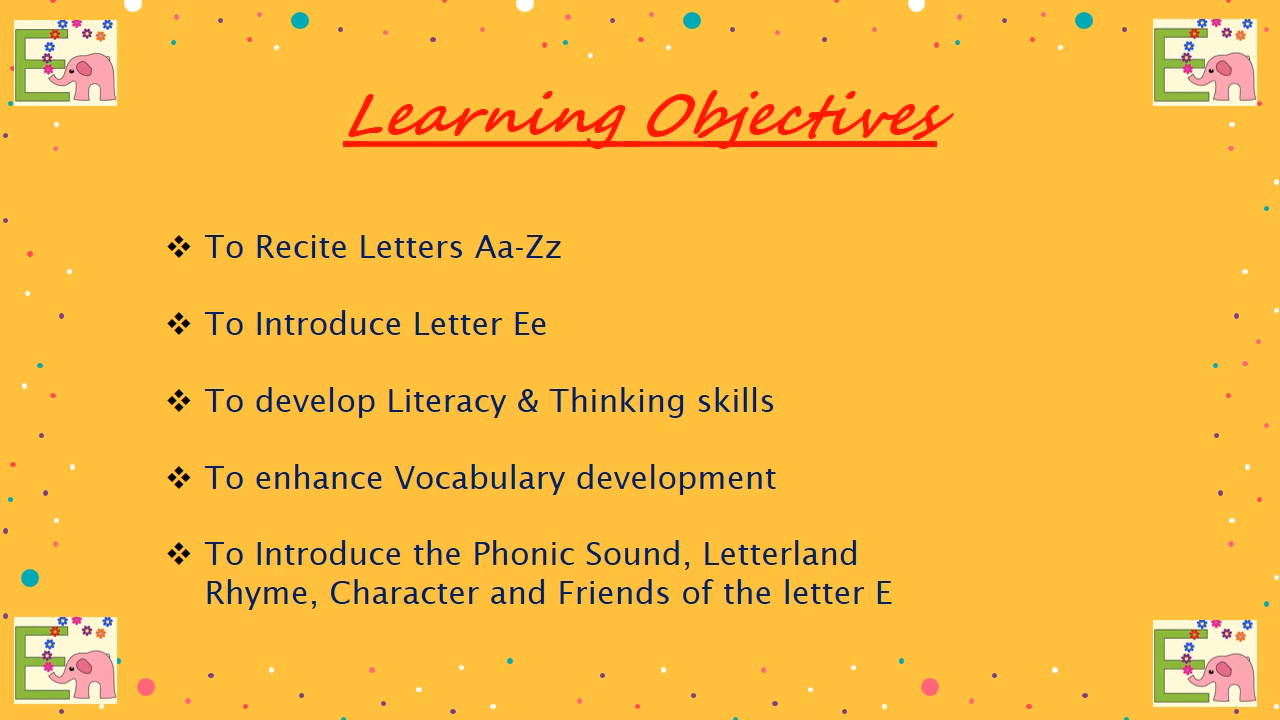 Learning Objectives
❖ To Recite Letters Aa-Zz
❖ To Introduce Letter Ee
❖ To develop Literacy & Thinking skills
❖ To enhance Vocabulary development
❖ To Introduce the Phonic Sound, Letterland
Rhyme, Character and Friends of the letter E
E
E
E
E